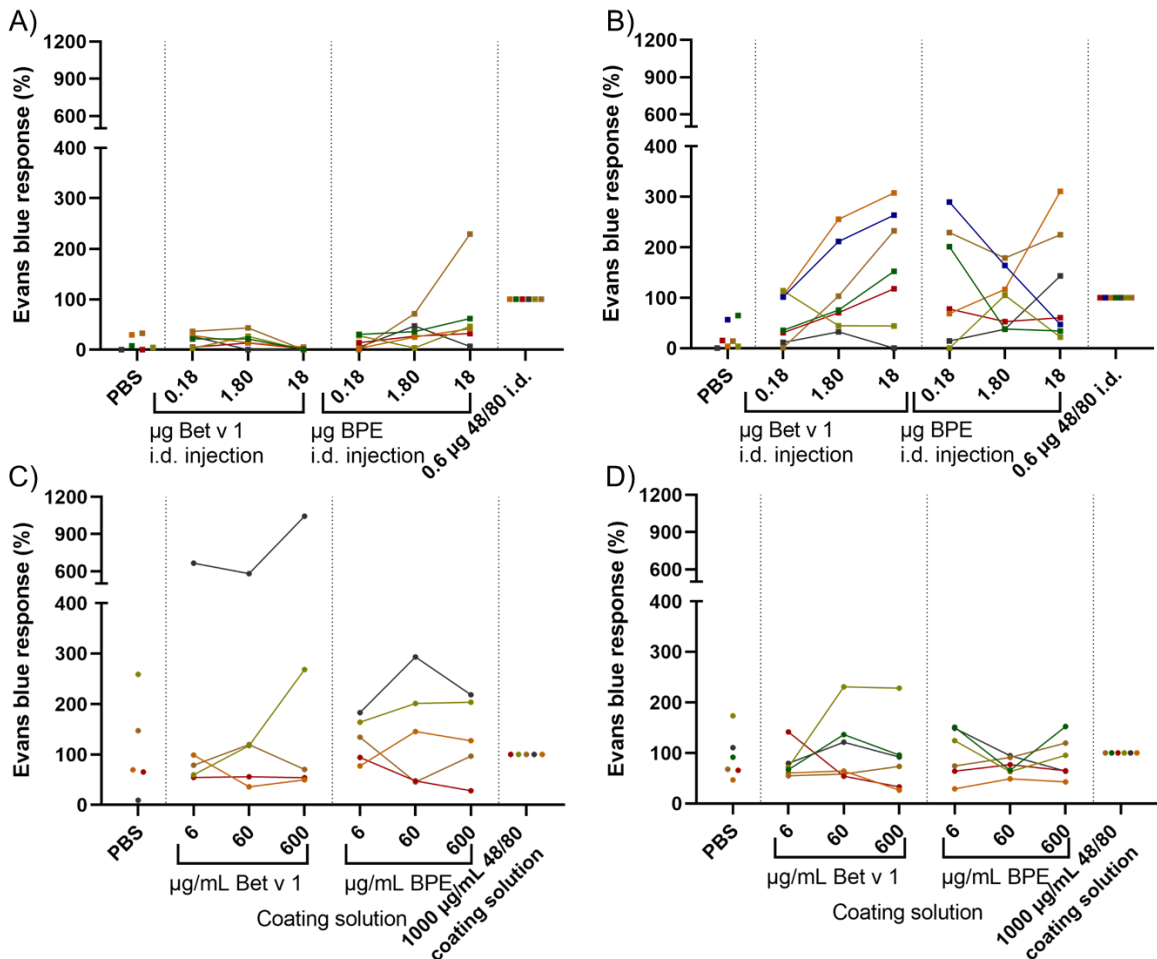 A)
Evans blue response (%)
1200
900
600
400
300
200
100
0
PBS
0.18
1.80
18
0.18
1.80
18
0.6 µg 48/80 i.d.
µg Bet v 1
i.d. injection
µg BPE
i.d. injection
B)
Evans blue response (%)
1200
900
600
400
300
200
100
0
PBS
0.18
1.80
18
0.18
1.80
18
0.6 µg 48/80 i.d.
µg Bet v 1
i.d. injection
µg BPE
i.d. injection
C)
Evans blue response (%)
1200
900
600
400
300
200
100
0
PBS
6
60
600
6
60
600
1000 µg/mL 48/80
coating solution
µg/mL Bet v 1
µg/mL BPE
Coating solution
D)
Evans blue response (%)
1200
900
600
400
300
200
100
0
PBS
6
60
600
6
60
600
1000 µg/mL 48/80
coating solution
µg/mL Bet v 1
µg/mL BPE
Coating solution